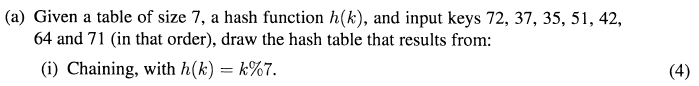 (a) Given a table of size 7, a hash function h(k), and input keys 72, 37, 35, 51, 42,
64 and 71 (in that order), draw the hash table that results from:
(i) Chaining, with h(k) = k%7. (4)